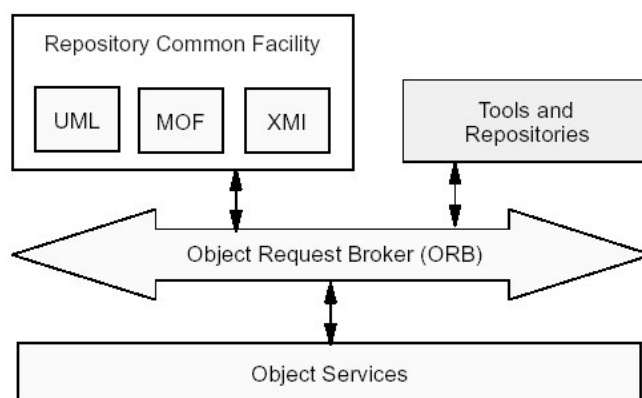 Repository Common Facility
UML
MOF
XMI
Tools and
Repositories
Object Request Broker (ORB)
Object Services